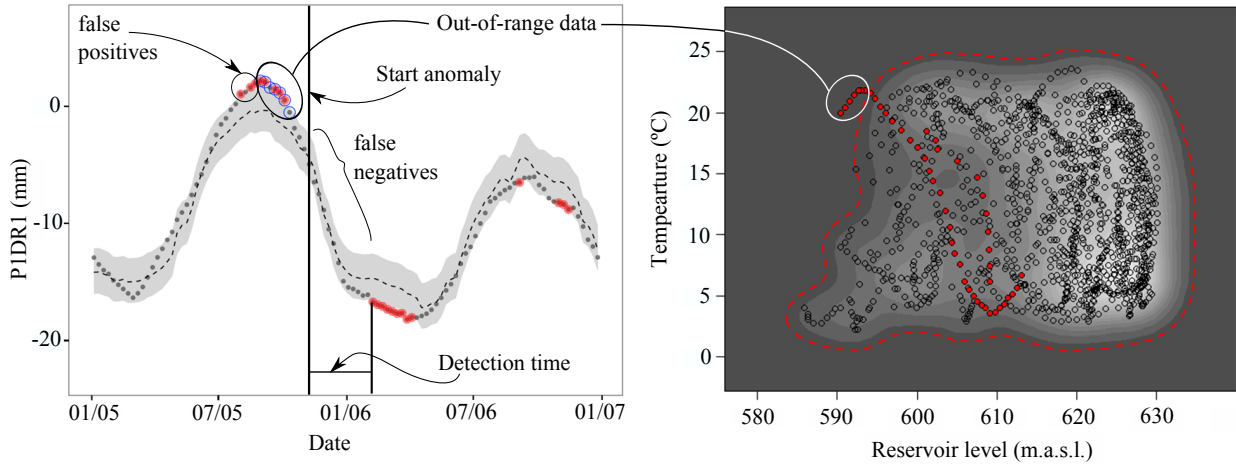 false
positives
Out-of-range data
Start anomaly
false
negatives
Detection time
P1DR1 (mm)
0
-10
-20
01/05
07/05
01/06
07/06
01/07
Date
Tempearture (ºC)
25
20
15
10
5
0
580
590
600
610
620
630
Reservoir level (m.a.s.l.)